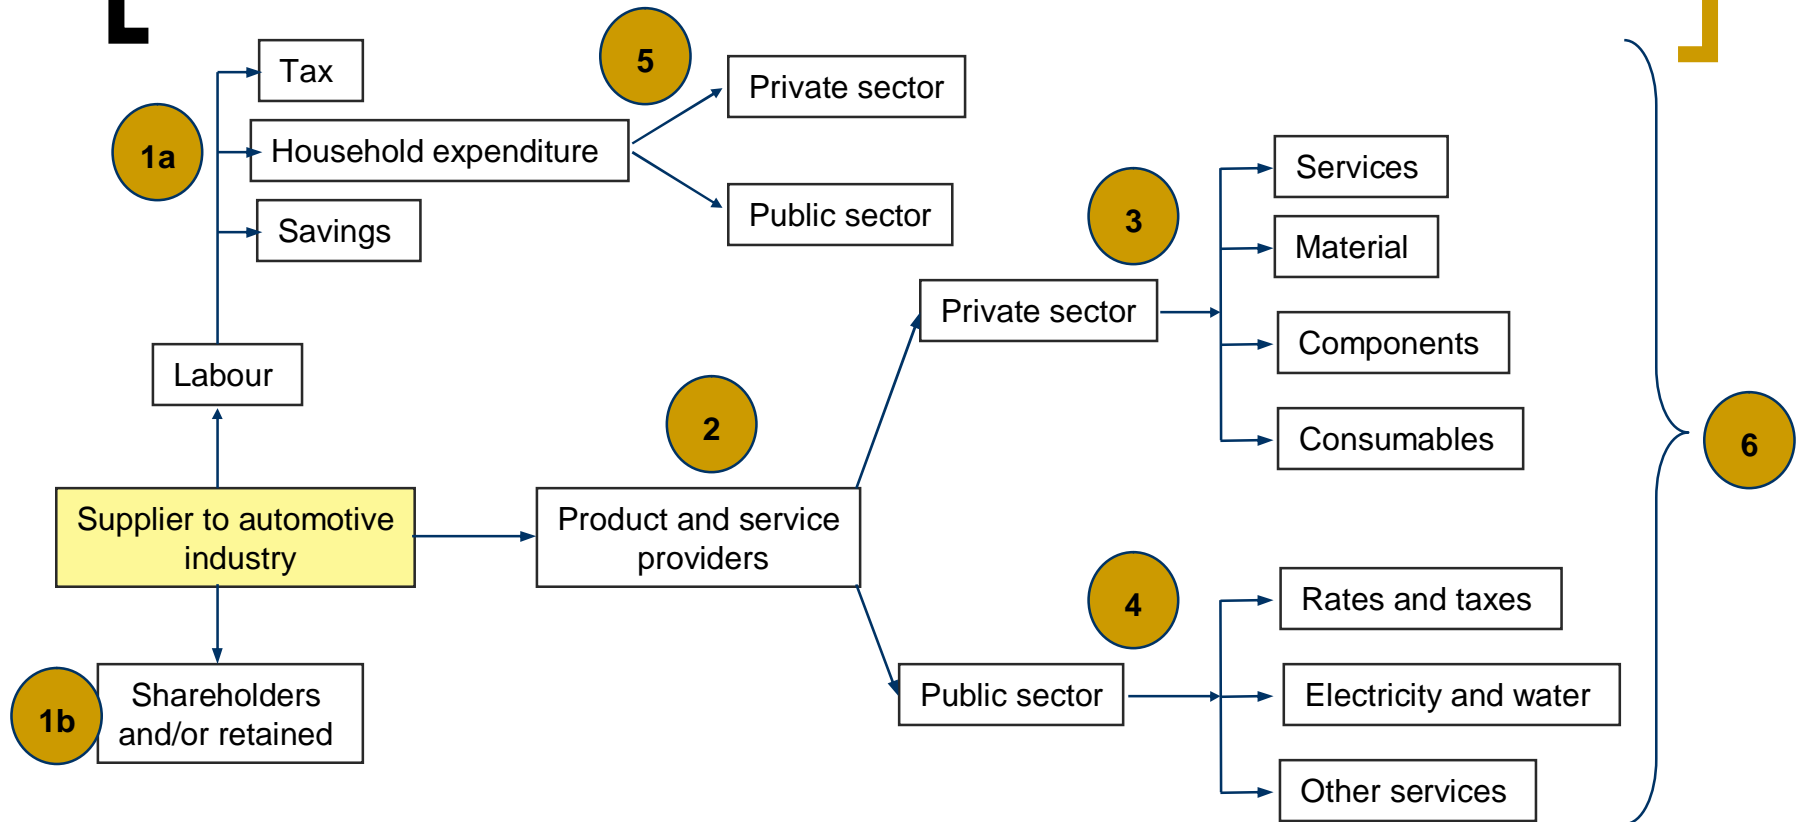 Tax
5
Private sector
1a
Household expenditure
Services
3
Public sector
Savings
Material
Private sector
Components
Labour
2
Consumables
6
Supplier to automotive
industry
Product and service
providers
4
Rates and taxes
Public sector
Electricity and water
1b
Shareholders
and/or retained
Other services